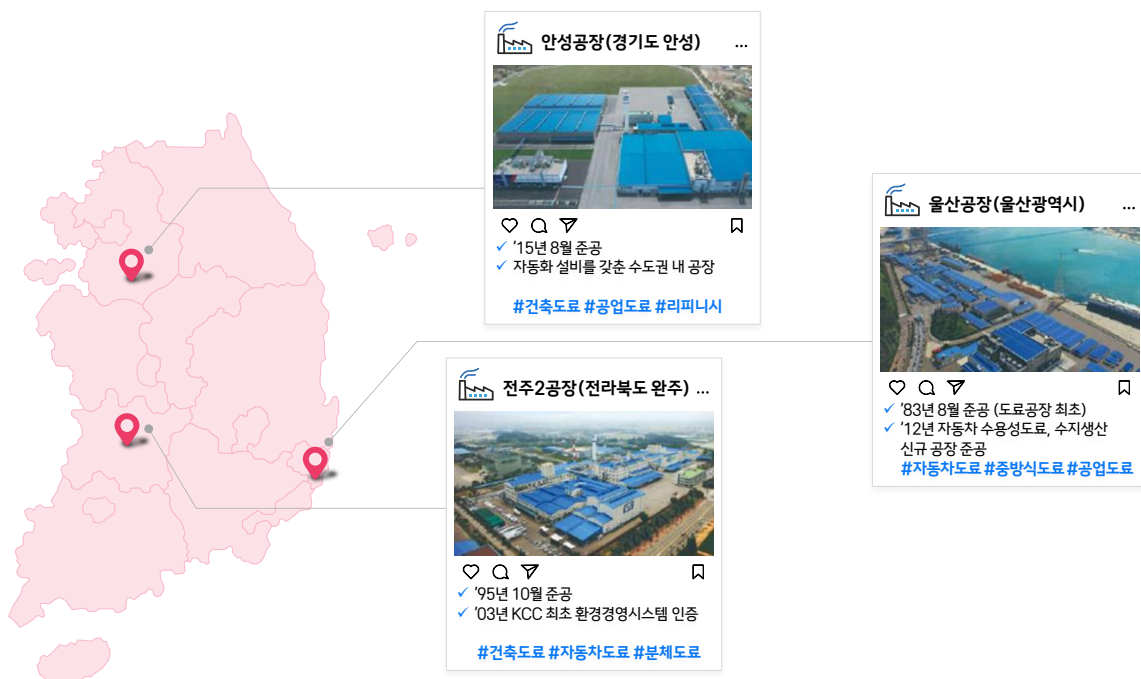 안성공장(경기도 안성)
...
'15년 8월 준공
자동화 설비를 갖춘 수도권 내 공장
#건축도료 #공업도료 #리피니시
울산공장(울산광역시)
...
'83년 8월 준공 (도료공장 최초)
'12년 자동차 수용성도료, 수지생산
신규 공장 준공
#자동차도료 #중방식도료 #공업도료
전주2공장(전라북도 완주)
...
'95년 10월 준공
'03년 KCC 최초 환경경영시스템 인증
#건축도료 #자동차도료 #분체도료